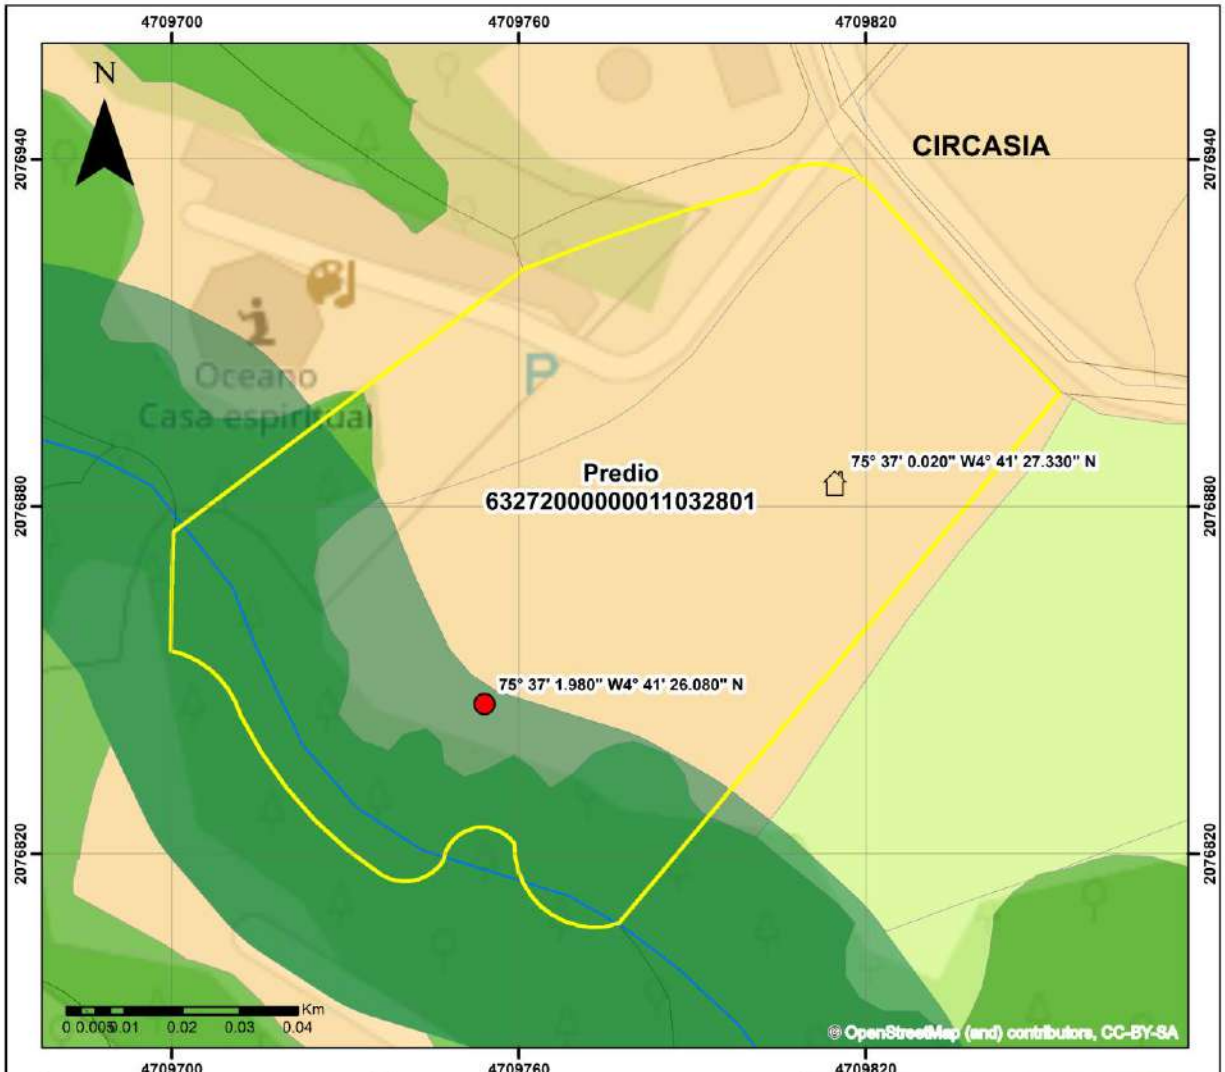 4709700 4709760 4709820
N
2076940 CIRCASIA 2076940
Oceano
Casa espiritual
P
75° 37' 0.020" W4° 41' 27.330" N
Predio
632720000000011032801
2076880 2076880
75° 37' 1.980" W4° 41' 26.080" N
2076820 2076820
Km
0 0.005 0.01 0.02 0.03 0.04
© OpenStreetMap (and) contributors, CC-BY-SA
4709700 4709760 4709820